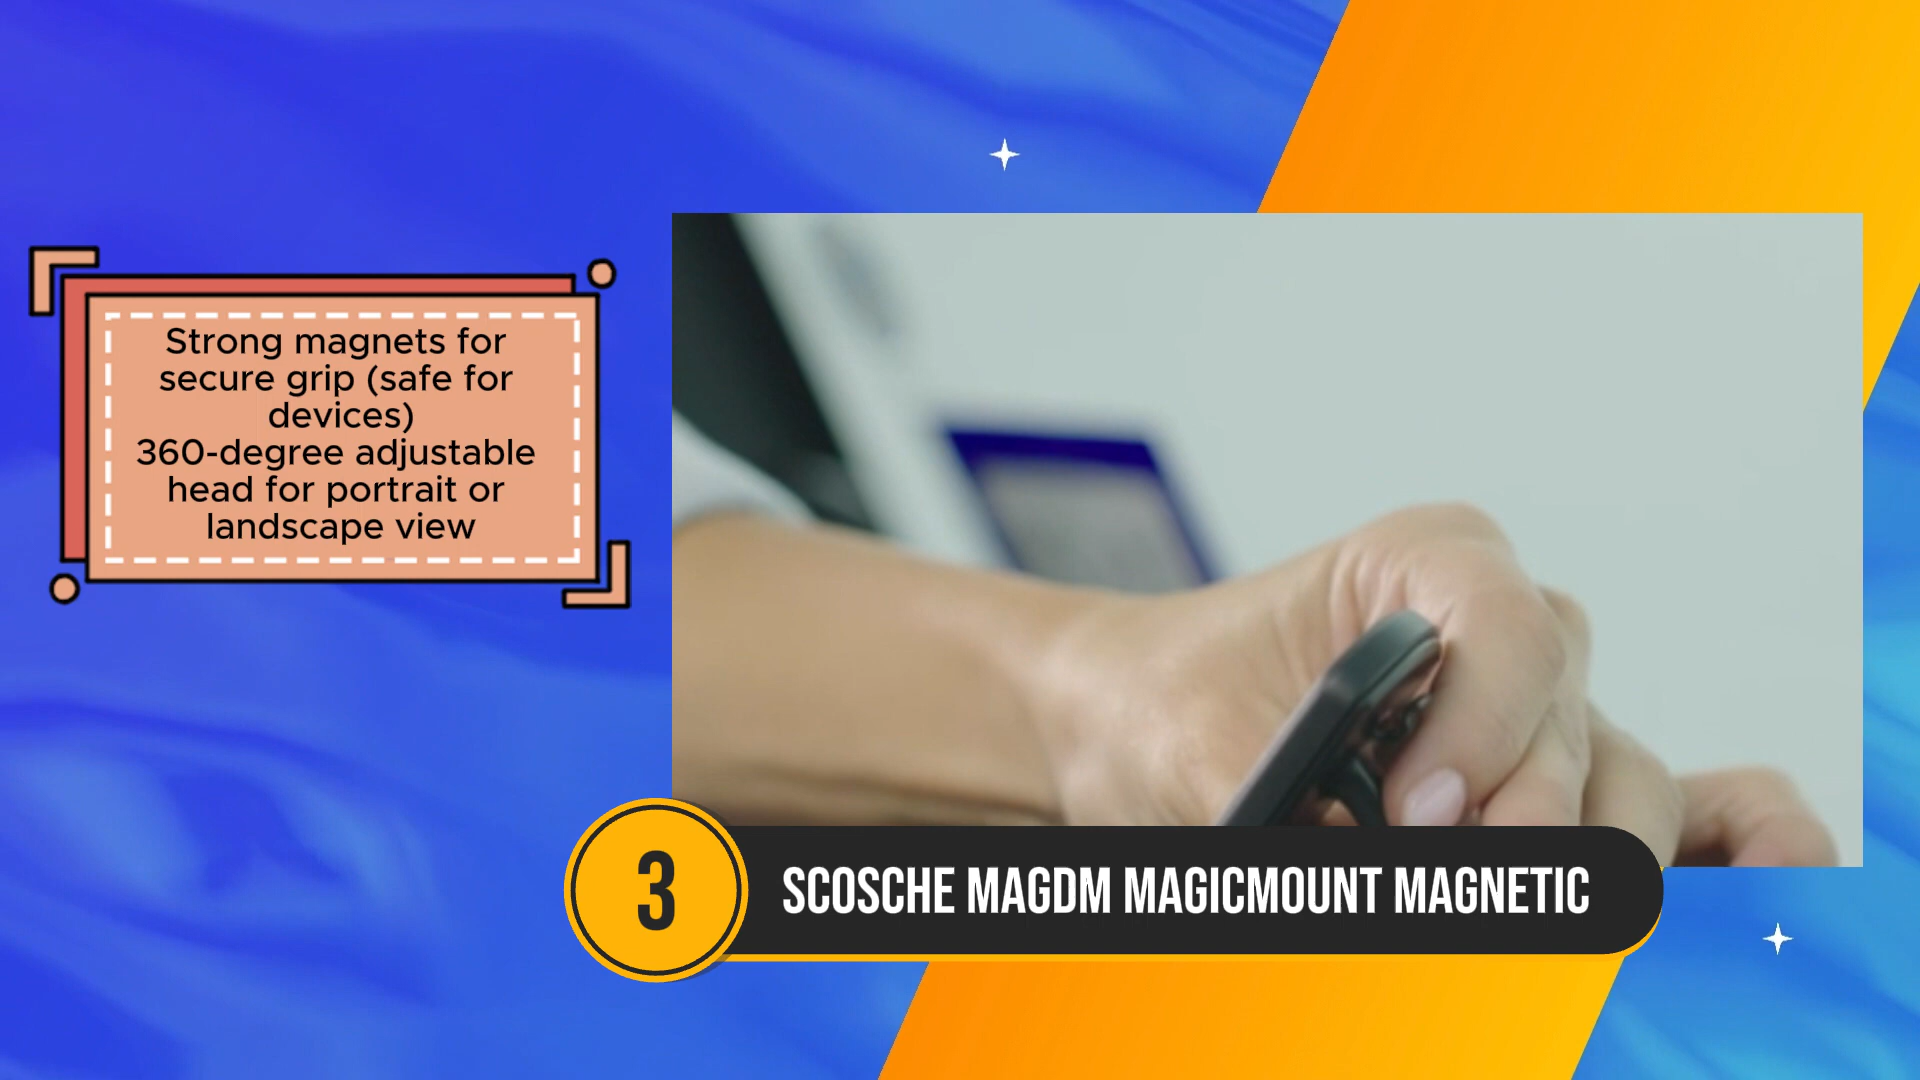 Strong magnets for
secure grip (safe for
devices)
360-degree adjustable
head for portrait or
landscape view
3
SCOSCHE MAGDM MAGICMOUNT MAGNETIC